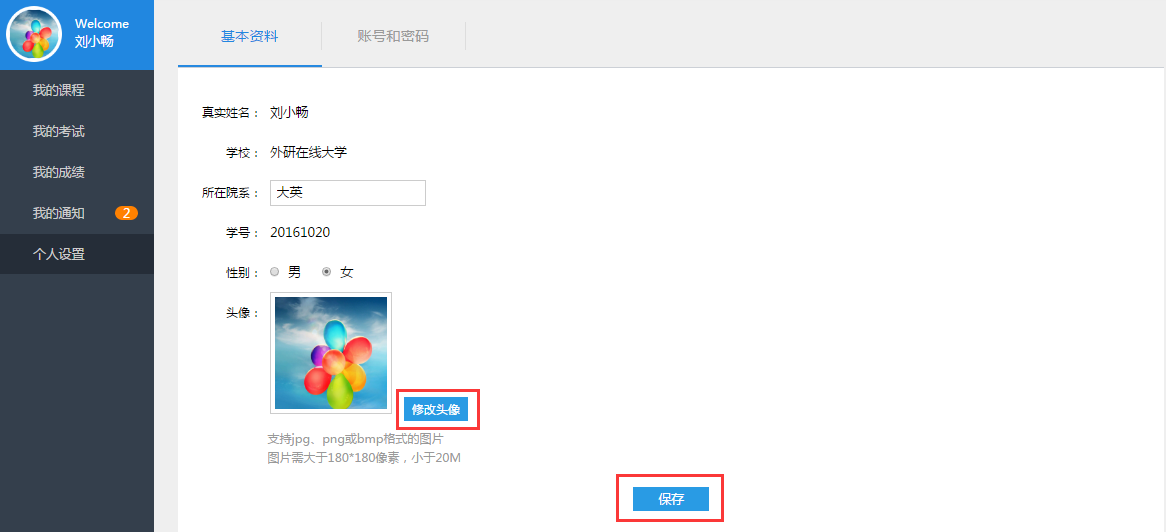 Welcome
刘小畅
我的课程
我的考试
我的成绩
我的通知 2
个人设置
基本资料 账号和密码
真实姓名： 刘小畅
学校： 外研在线大学
所在院系： 大英
学号： 20161020
性别： 男 女
头像：
修改头像
支持jpg、png或bmp格式的图片
图片需大于180*180像素，小于20M
保存